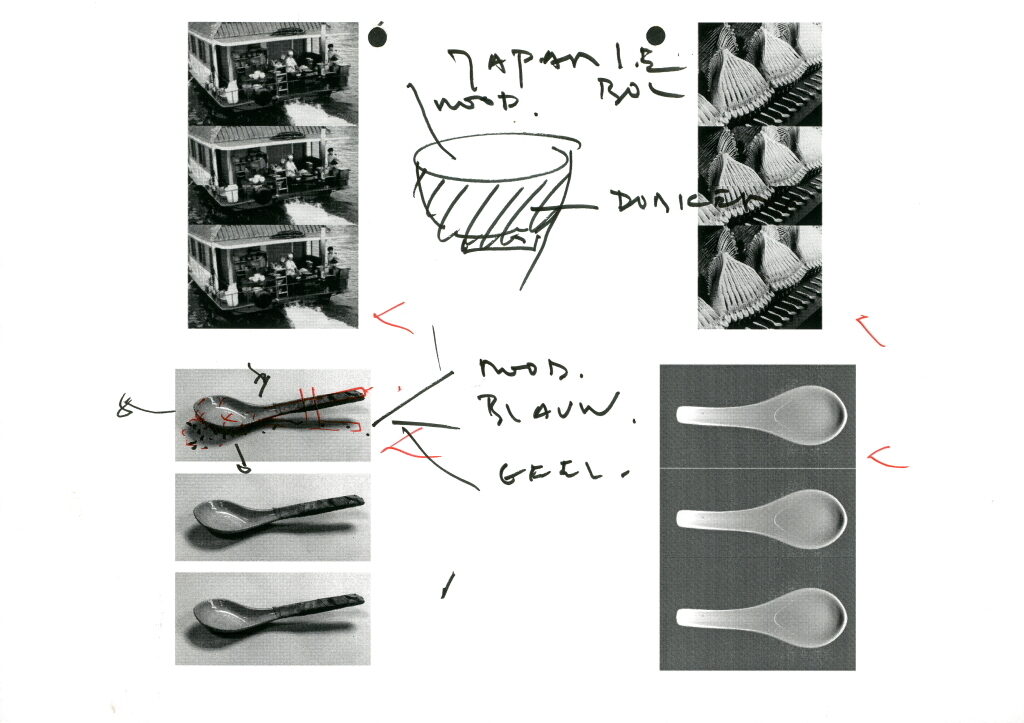 JAPANSE
ROOD. BOL
DONKER
ROOD.
BLAUW.
GEEL.